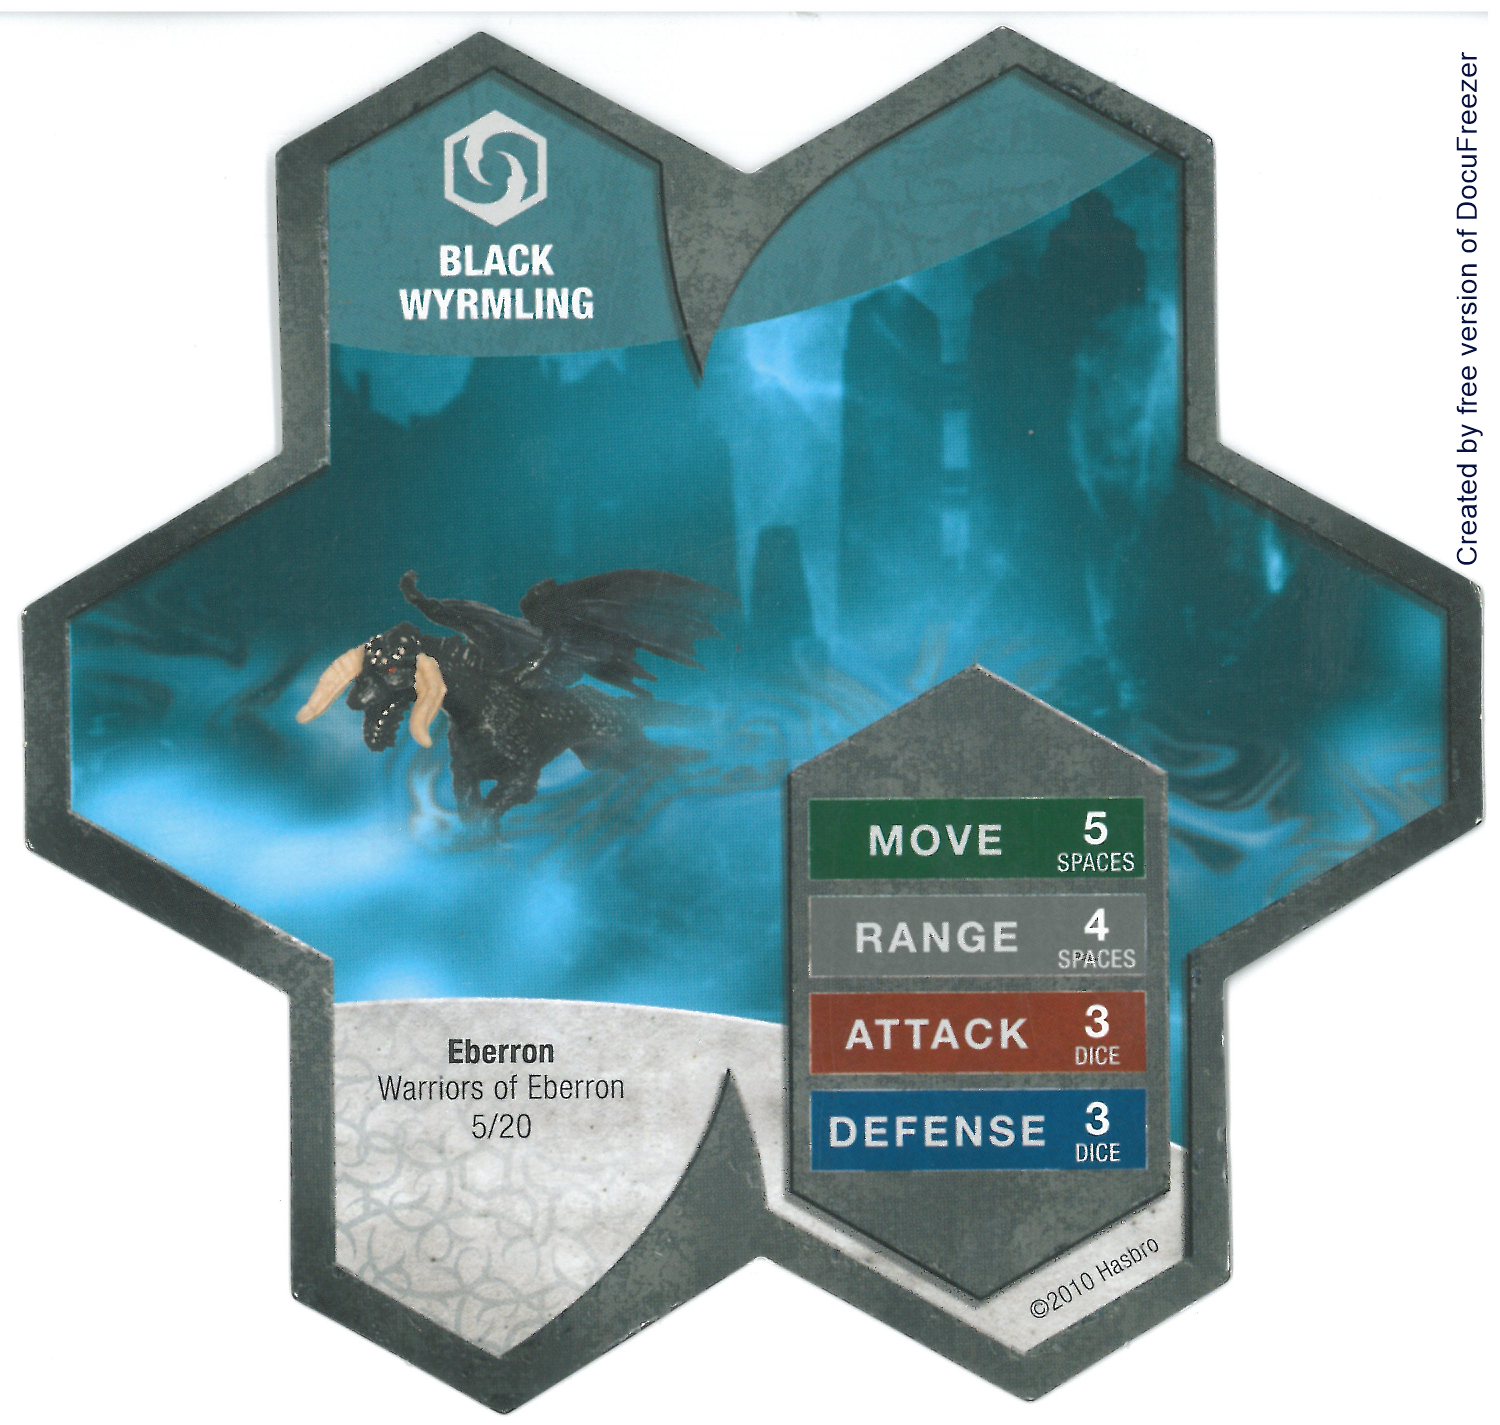 BLACK
WYRMLING
MOVE 5
SPACES
RANGE 4
SPACES
ATTACK 3
DICE
DEFENSE 3
DICE
Eberron
Warriors of Eberron
5/20
©2010 Hasbro
Created by free version of DocuFreezer